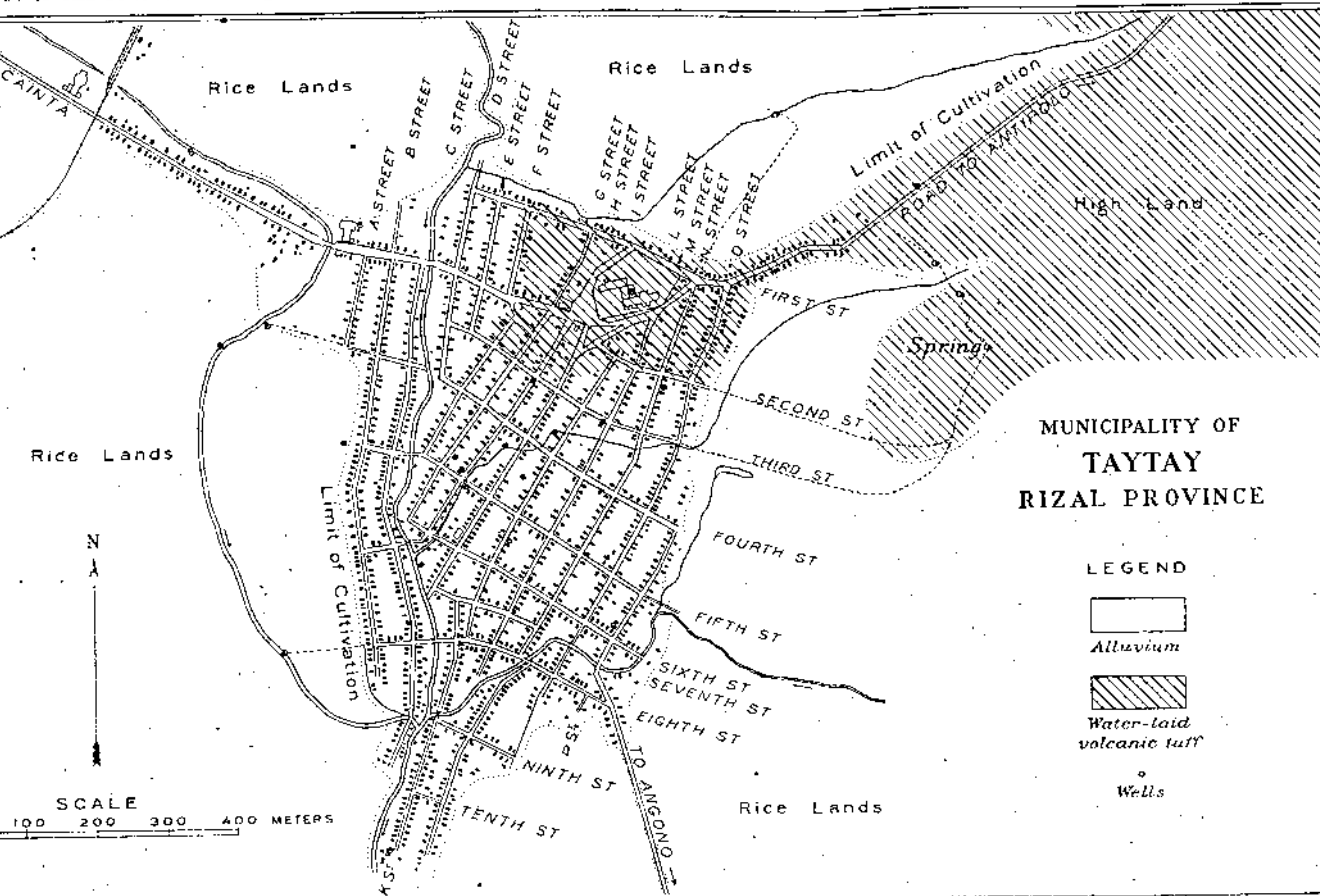 CAINTA
Rice Lands
Rice Lands
A STREET
B STREET
C STREET
D STREET
E STREET
F STREET
G STREET
H STREET
I STREET
L STREET
M STREET
N STREET
O STREET
Limit of Cultivation
ROAD TO ANTIPOLO
High Land
FIRST ST
Spring
SECOND ST
THIRD ST
Rice Lands
Limit of Cultivation
FOURTH ST
FIFTH ST
SIXTH ST
SEVENTH ST
EIGHTH ST
P St
NINTH ST
TENTH ST
K ST
TO ANGONO
Rice Lands
MUNICIPALITY OF
TAYTAY
RIZAL PROVINCE
LEGEND
Alluvium
Water-laid
volcanic tuff
Wells
N
SCALE
100 200 300 400 METERS